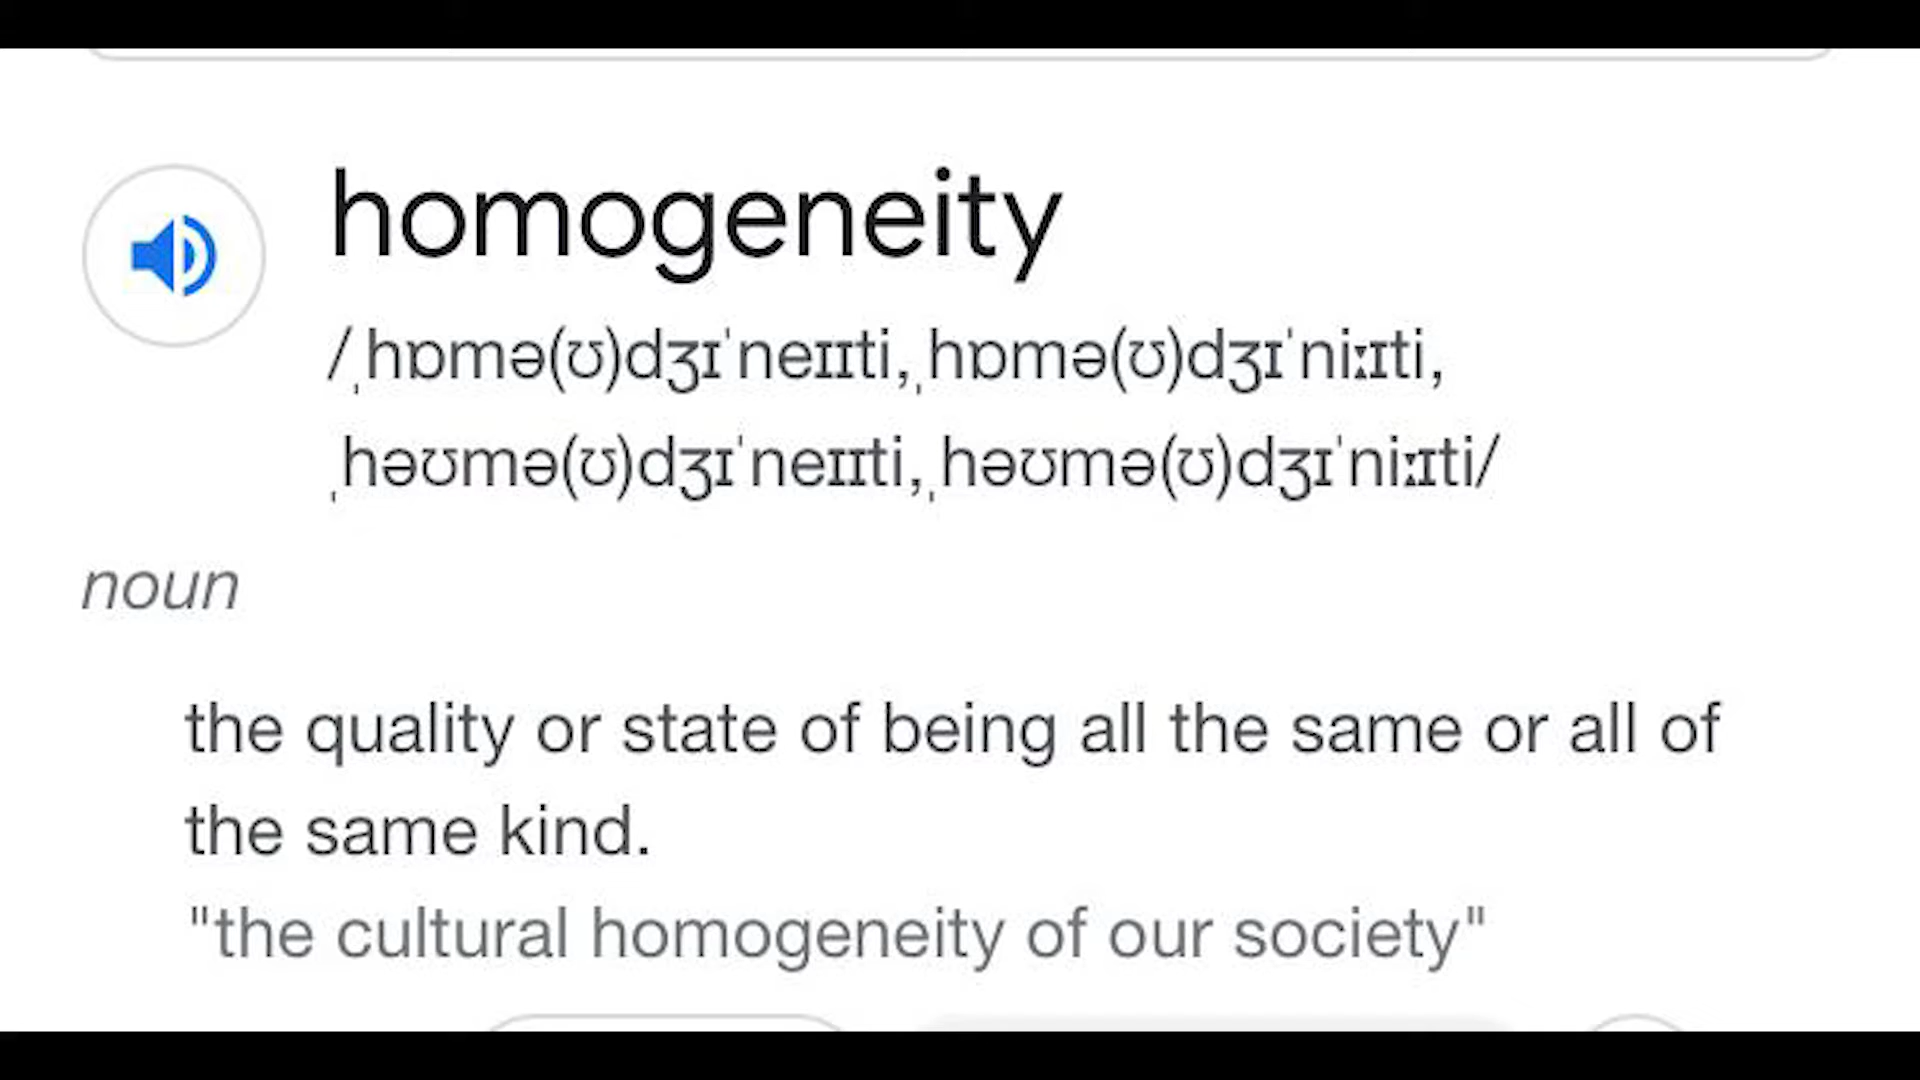 homogeneity
/ˌhɒmə(ʊ)dʒɪˈneɪɪti,ˌhɒmə(ʊ)dʒɪˈniːɪti,
ˌhəʊmə(ʊ)dʒɪˈneɪɪti,ˌhəʊmə(ʊ)dʒɪˈniːɪti/
noun
the quality or state of being all the same or all of
the same kind.
"the cultural homogeneity of our society"